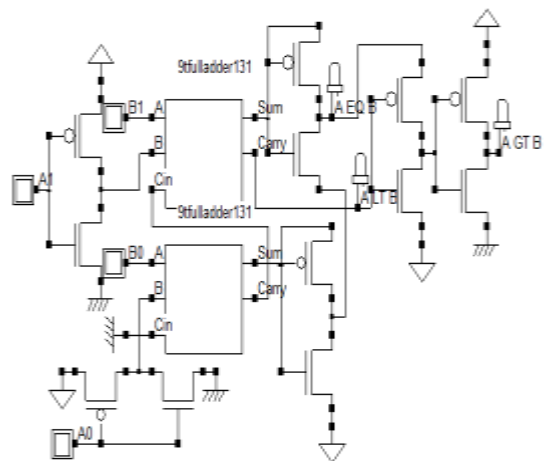 9tfulladder131
B1
A
Sum
B
Carry
Cin
A EQ B
A LT B
A GT B
A1
9tfulladder131
B0
A
Sum
B
Carry
Cin
A0